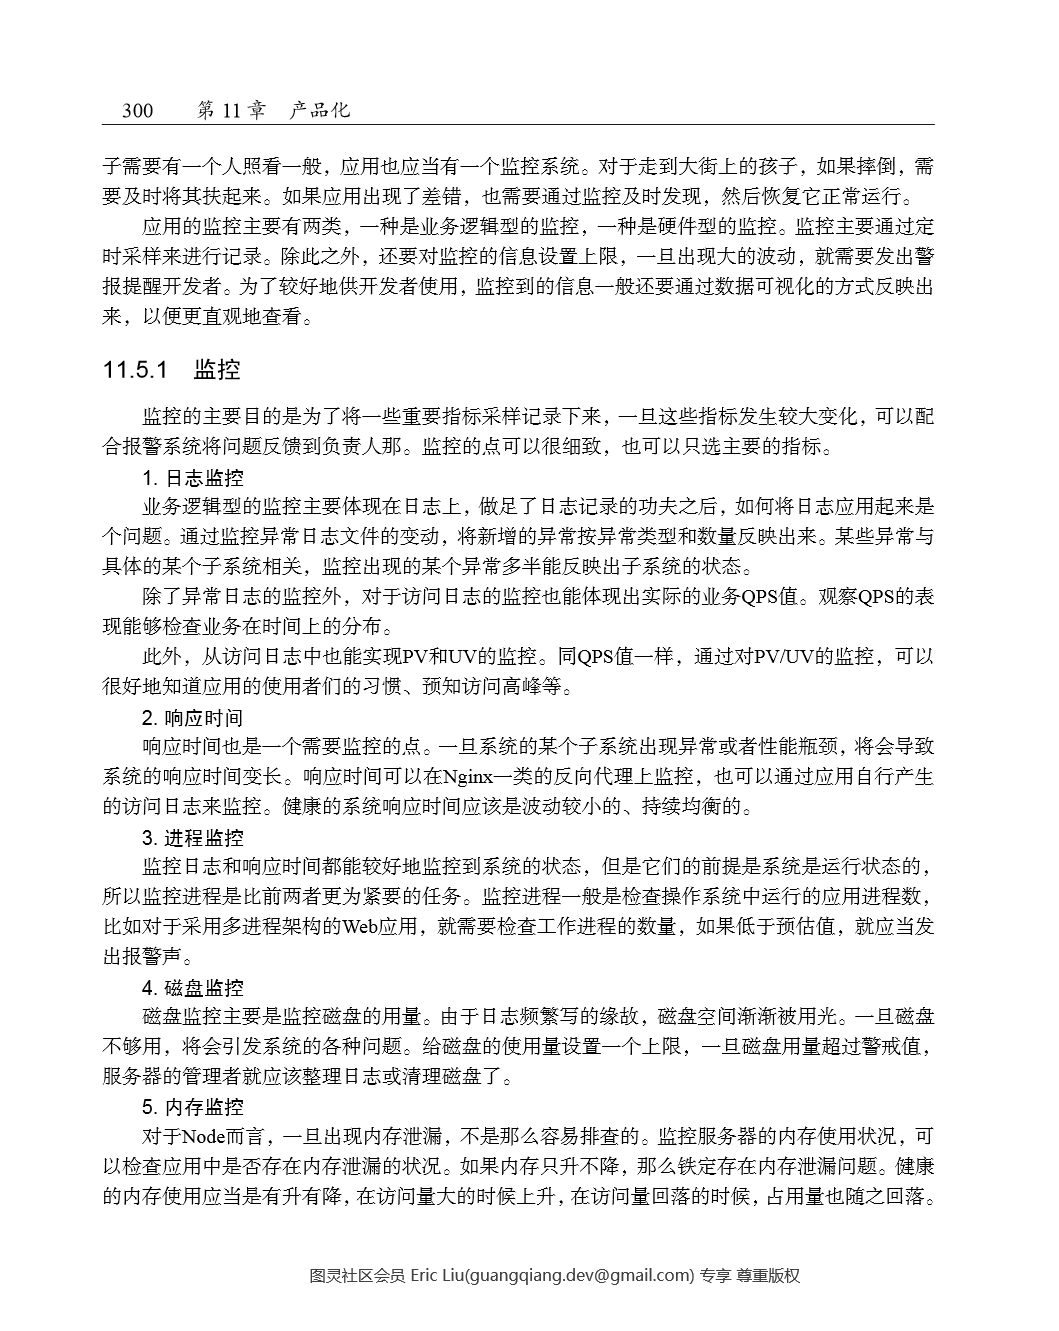 300 第 11 章 产品化
子需要有一个人照看一般，应用也应当有一个监控系统。对于走到大街上的孩子，如果摔倒，需
要及时将其扶起来。如果应用出现了差错，也需要通过监控及时发现，然后恢复它正常运行。
应用的监控主要有两类，一种是业务逻辑型的监控，一种是硬件型的监控。监控主要通过定
时采样来进行记录。除此之外，还要对监控的信息设置上限，一旦出现大的波动，就需要发出警
报提醒开发者。为了较好地供开发者使用，监控到的信息一般还要通过数据可视化的方式反映出
来，以便更直观地查看。
11.5.1 监控
监控的主要目的是为了将一些重要指标采样记录下来，一旦这些指标发生较大变化，可以配
合报警系统将问题反馈到负责人那。监控的点可以很细致，也可以只选主要的指标。
1. 日志监控
业务逻辑型的监控主要体现在日志上，做足了日志记录的功夫之后，如何将日志应用起来是
个问题。通过监控异常日志文件的变动，将新增的异常按异常类型和数量反映出来。某些异常与
具体的某个子系统相关，监控出现的某个异常多半能反映出子系统的状态。
除了异常日志的监控外，对于访问日志的监控也能体现出实际的业务QPS值。观察QPS的表
现能够检查业务在时间上的分布。
此外，从访问日志中也能实现PV和UV的监控。同QPS值一样，通过对PV/UV的监控，可以
很好地知道应用的使用者们的习惯、预知访问高峰等。
2. 响应时间
响应时间也是一个需要监控的点。一旦系统的某个子系统出现异常或者性能瓶颈，将会导致
系统的响应时间变长。响应时间可以在Nginx一类的反向代理上监控，也可以通过应用自行产生
的访问日志来监控。健康的系统响应时间应该是波动较小的、持续均衡的。
3. 进程监控
监控日志和响应时间都能较好地监控到系统的状态，但是它们的前提是系统是运行状态的，
所以监控进程是比前两者更为紧要的任务。监控进程一般是检查操作系统中运行的应用进程数，
比如对于采用多进程架构的Web应用，就需要检查工作进程的数量，如果低于预估值，就应当发
出报警声。
4. 磁盘监控
磁盘监控主要是监控磁盘的用量。由于日志频繁写的缘故，磁盘空间渐渐被用光。一旦磁盘
不够用，将会引发系统的各种问题。给磁盘的使用量设置一个上限，一旦磁盘用量超过警戒值，
服务器的管理者就应该整理日志或清理磁盘了。
5. 内存监控
对于Node而言，一旦出现内存泄漏，不是那么容易排查的。监控服务器的内存使用状况，可
以检查应用中是否存在内存泄漏的状况。如果内存只升不降，那么铁定存在内存泄漏问题。健康
的内存使用应当是有升有降，在访问量大的时候上升，在访问量回落的时候，占用量也随之回落。
图灵社区会员 Eric Liu(guangqiang.dev@gmail.com) 专享 尊重版权